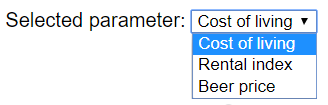 Selected parameter: Cost of living
Cost of living
Rental index
Beer price